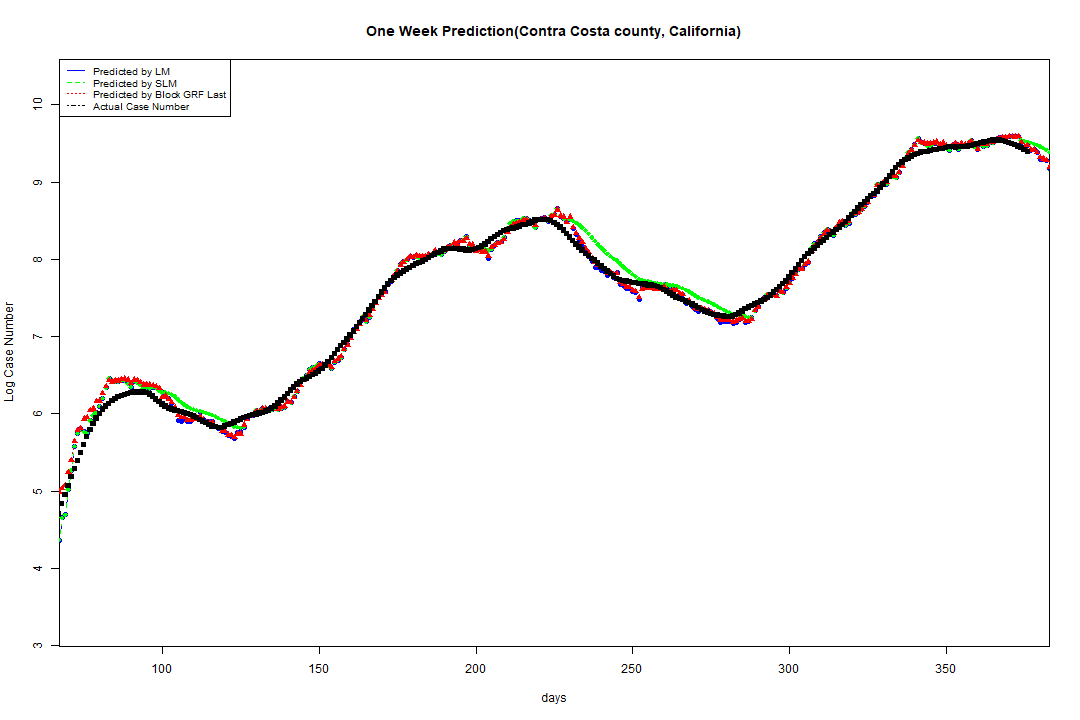 One Week Prediction(Contra Costa county, California)
Predicted by LM
Predicted by SLM
Predicted by Block GRF Last
Actual Case Number
10
9
8
7
6
5
4
3
Log Case Number
100 150 200 250 300 350
days